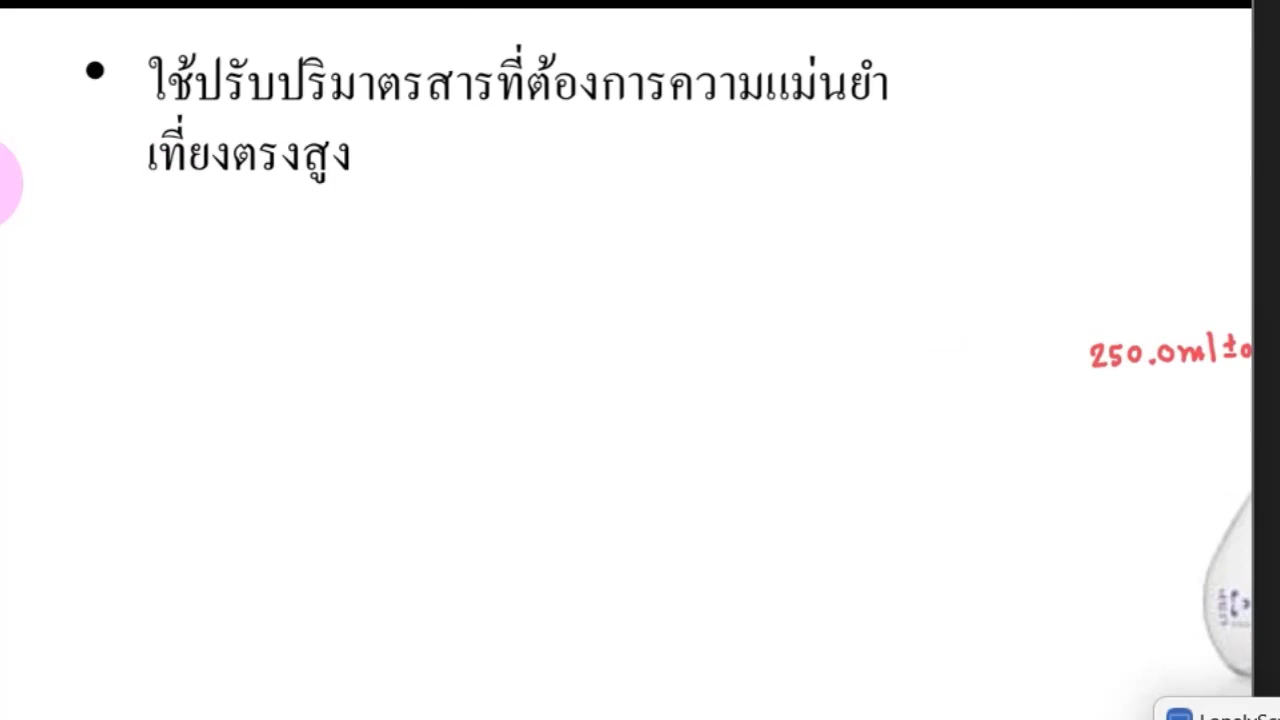 • ใช้ปรับปริมาตรสารที่ต้องการความแม่นยำ
เที่ยงตรงสูง
250.0ml ±0